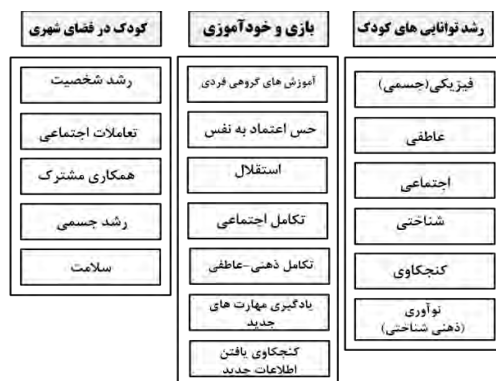 رشد توانایی های کودک
فیزیکی(جسمی)
عاطفی
اجتماعی
شناختی
کنجکاوی
نوآوری
(ذهنی شناختی)
بازی و خودآموزی
آموزش های گروهی فردی
حس اعتماد به نفس
استقلال
تکامل اجتماعی
تکامل ذهنی-عاطفی
یادگیری مهارت های
جدید
کنجکاوی یافتن
اطلاعات جدید
کودک در فضای شهری
رشد شخصیت
تعاملات اجتماعی
همکاری مشترک
رشد جسمی
سلامت